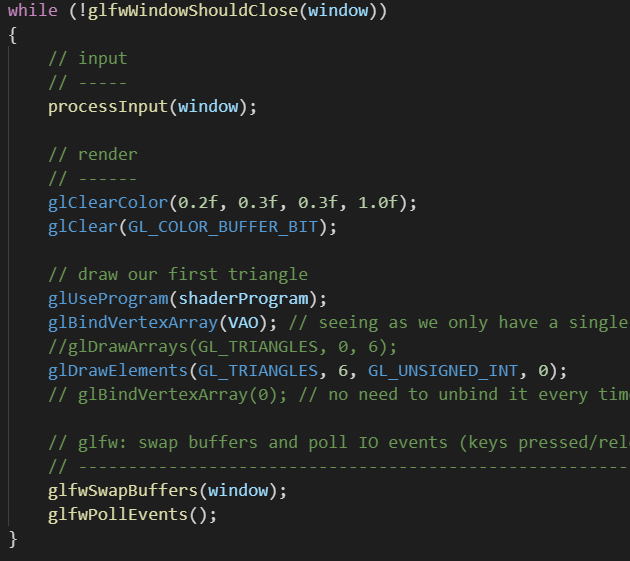 while (!glfwWindowShouldClose(window))
{
// input
// -----
processInput(window);
// render
// ------
glClearColor(0.2f, 0.3f, 0.3f, 1.0f);
glClear(GL_COLOR_BUFFER_BIT);
// draw our first triangle
glUseProgram(shaderProgram);
glBindVertexArray(VAO); // seeing as we only have a single
//glDrawArrays(GL_TRIANGLES, 0, 6);
glDrawElements(GL_TRIANGLES, 6, GL_UNSIGNED_INT, 0);
// glBindVertexArray(0); // no need to unbind it every tim
// glfw: swap buffers and poll IO events (keys pressed/rel
// -------------------------------------------------------
glfwSwapBuffers(window);
glfwPollEvents();
}